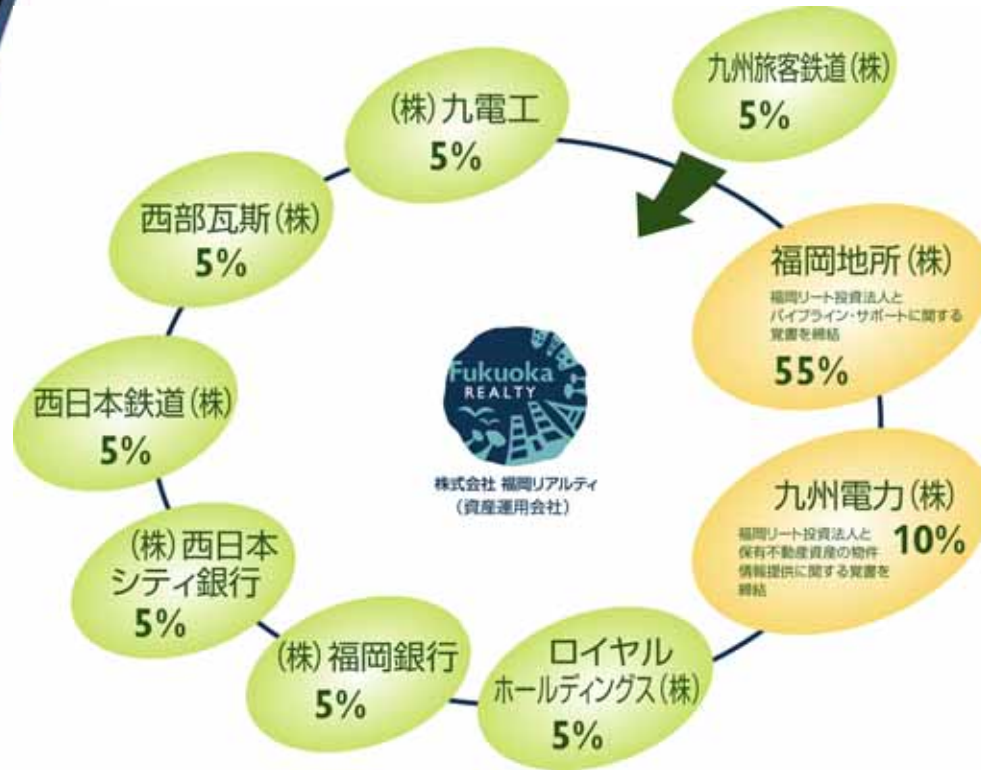 九州旅客鉄道(株)
5%
(株)九電工
5%
西部瓦斯(株)
5%
福岡地所(株)
福岡リート投資法人と
パイプライン・サポートに関する
覚書を締結
55%
Fukuoka
REALTY
株式会社 福岡リアルティ
(資産運用会社)
西日本鉄道(株)
5%
九州電力(株)
福岡リート投資法人と
保有不動産資産の物件
情報提供に関する覚書を
締結
10%
(株)西日本
シティ銀行
5%
(株)福岡銀行
5%
ロイヤル
ホールディングス(株)
5%